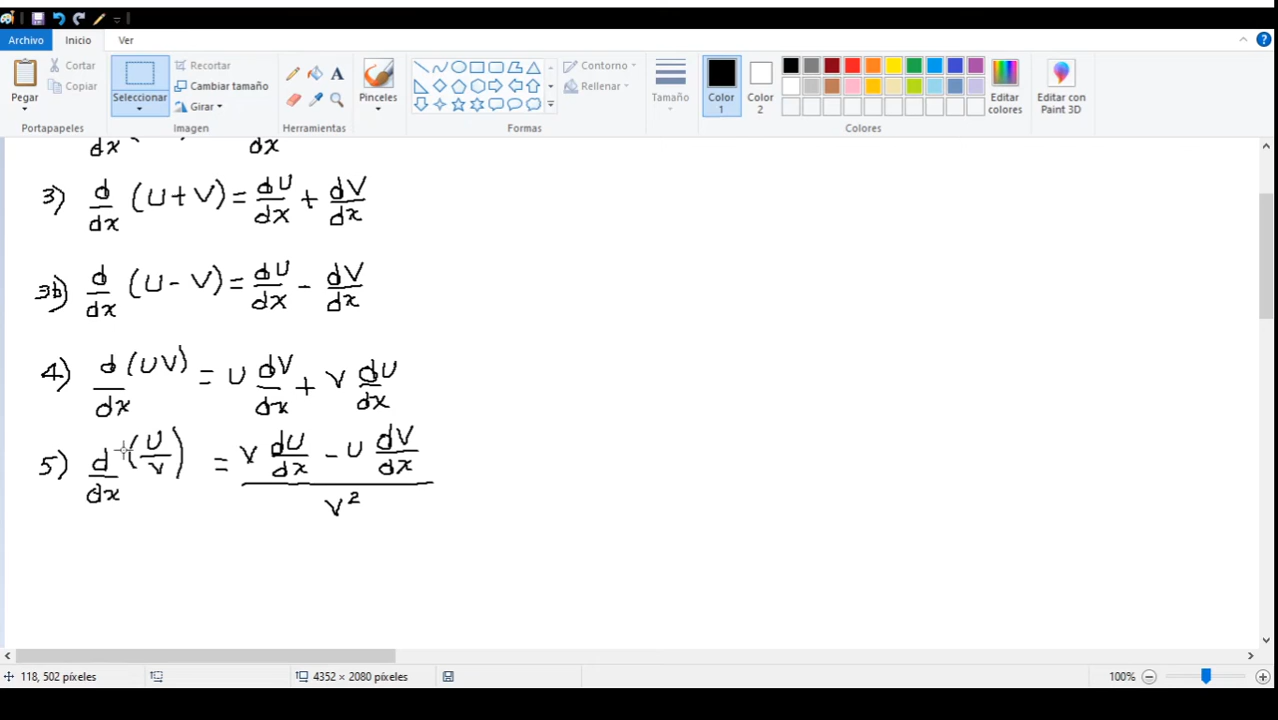 Archivo Inicio Ver
Pegar Cortar Copiar
Portapapeles
Seleccionar Recortar Cambiar tamaño Girar
Imagen
Herramientas
Pinceles
Contorno Rellenar
Formas
Tamaño
Color 1 Color 2
Editar colores
Editar con Paint 3D
Colores
dx dx
3) d/dx (U+V) = dU/dx + dV/dx
3b) d/dx (U-V) = dU/dx - dV/dx
4) d(UV)/dx = U dV/dx + V dU/dx
5) d/dx (U/V) = (V dU/dx - U dV/dx)/V²
118, 502 píxeles 4352 × 2080 píxeles 100%